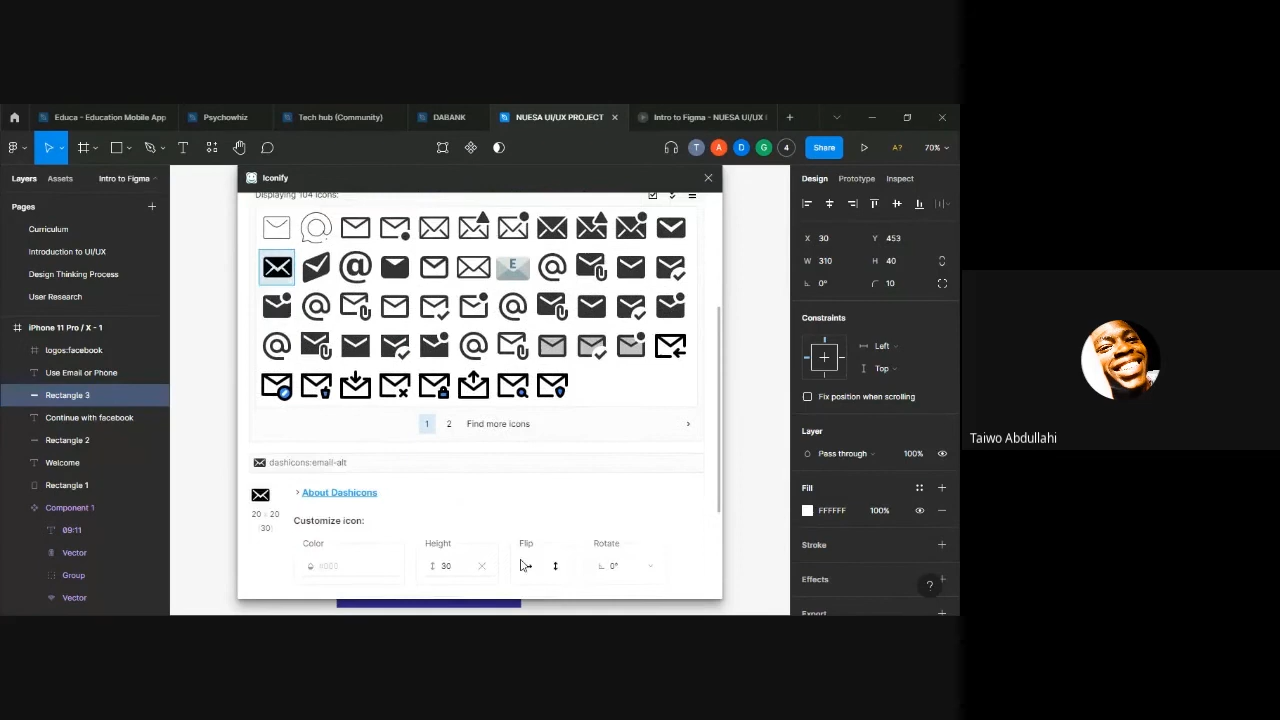 Educa - Education Mobile App
Psychowhiz
Tech hub (Community)
DABANK
NUESA UI/UX PROJECT
Intro to Figma - NUESA UI/UX
T A D G 4
Share
A?
70%
Layers
Assets
Intro to Figma
Iconify
Design
Prototype
Inspect
Pages
Displaying 104 icons:
Curriculum
X 30
Y 453
Introduction to UI/UX
W 310
H 40
Design Thinking Process
E
0°
10
User Research
Constraints
iPhone 11 Pro / X - 1
logos:facebook
Left
Use Email or Phone
Top
Rectangle 3
Fix position when scrolling
Continue with facebook
1 2 Find more icons
Layer
Rectangle 2
Pass through
100%
Welcome
dashicons:email-alt
Rectangle 1
Fill
About Dashicons
Component 1
20 × 20
FFFFFF
100%
(30)
Customize icon:
09:11
Color
Height
Flip
Rotate
Stroke
Vector
#000
30
0°
Group
Effects
?
Vector
Export
Taiwo Abdullahi